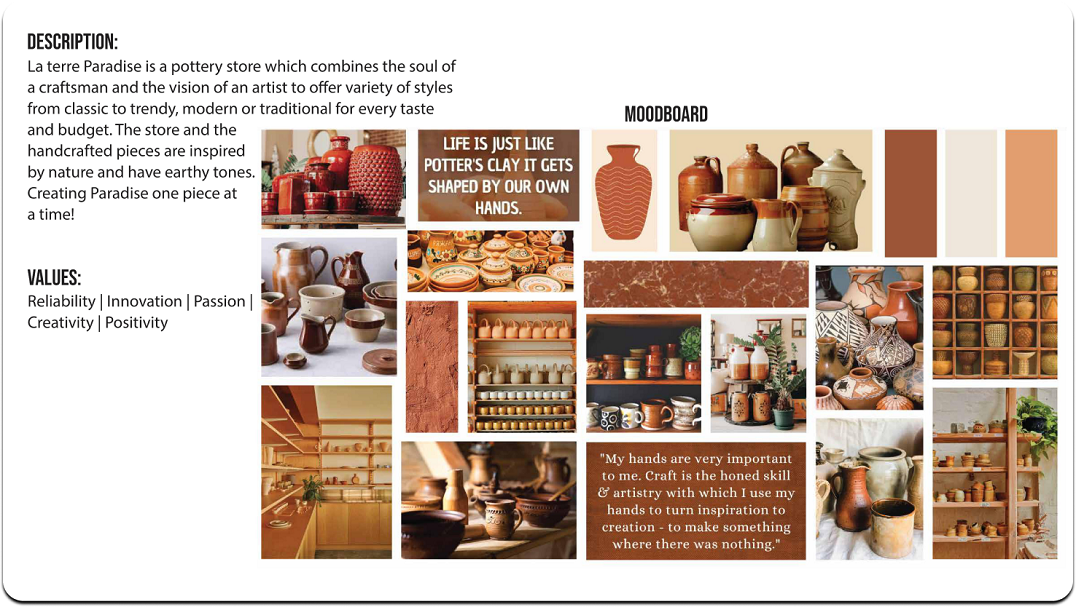 DESCRIPTION:
La terre Paradise is a pottery store which combines the soul of
a craftsman and the vision of an artist to offer variety of styles
from classic to trendy, modern or traditional for every taste
and budget. The store and the
handcrafted pieces are inspired
by nature and have earthy tones.
Creating Paradise one piece at
a time!
VALUES:
Reliability | Innovation | Passion |
Creativity | Positivity
MOODBOARD
LIFE IS JUST LIKE
POTTER'S CLAY IT GETS
SHAPED BY OUR OWN
HANDS.
"My hands are very important
to me. Craft is the honed skill
& artistry with which I use my
hands to turn inspiration to
creation - to make something
where there was nothing."